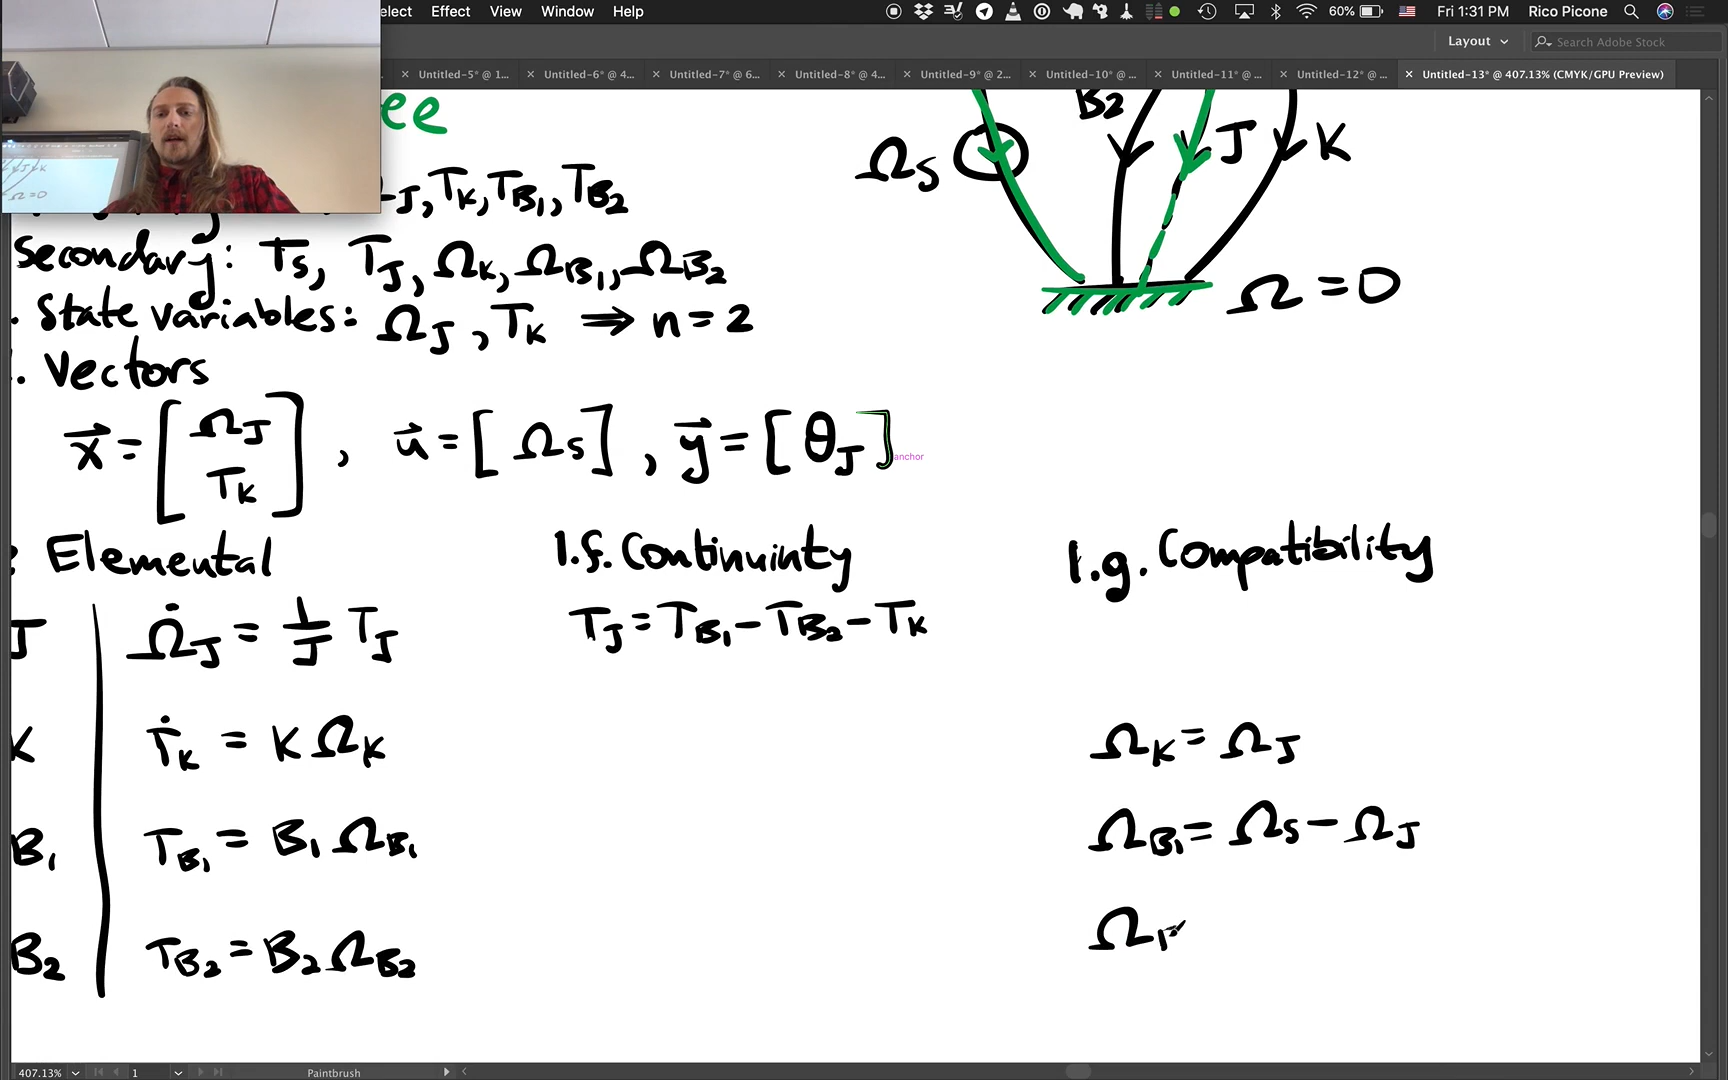 elect Effect View Window Help 60% Fri 1:31 PM Rico Picone
Layout Search Adobe Stock
Untitled-5* @ 1... Untitled-6* @ 4... Untitled-7* @ 6... Untitled-8* @ 4... Untitled-9* @ 2... Untitled-10* @ ... Untitled-11* @ ... Untitled-12* @ ... Untitled-13* @ 407.13% (CMYK/GPU Preview)
ee
B2
ΩS J K
J, TK, TB1, TB2
Secondary: TS, TJ, ΩK, ΩB1, ΩB2
Ω = 0
. State variables: ΩJ, TK ⇒ n = 2
. Vectors
x⃗ = [ΩJ TK], u⃗ = [ΩS], y⃗ = [θJ]
anchor
: Elemental 1.f. Continuinty 1.g. Compatibility
J Ω̇J = 1/J TJ TJ = TB1 − TB2 − TK
K ṪK = K ΩK ΩK = ΩJ
B1 TB1 = B1 ΩB1 ΩB1 = ΩS − ΩJ
B2 TB2 = B2 ΩB2 Ω
407.13% 1 Paintbrush